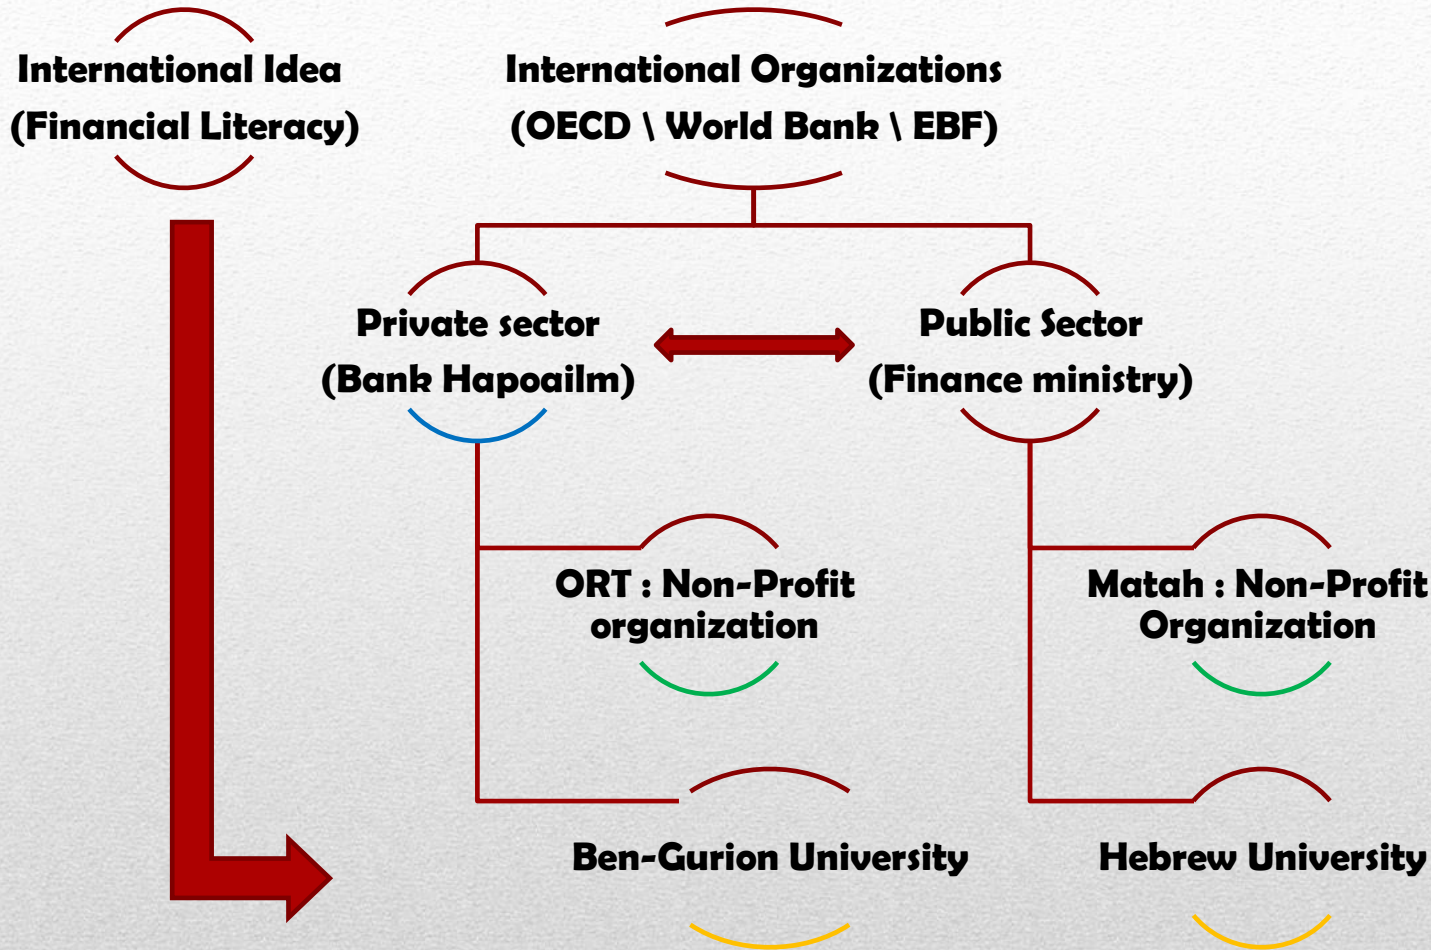 International Idea
(Financial Literacy)
International Organizations
(OECD \ World Bank \ EBF)
Private sector
(Bank Hapoailm)
Public Sector
(Finance ministry)
ORT : Non-Profit
organization
Matah : Non-Profit
Organization
Ben-Gurion University
Hebrew University